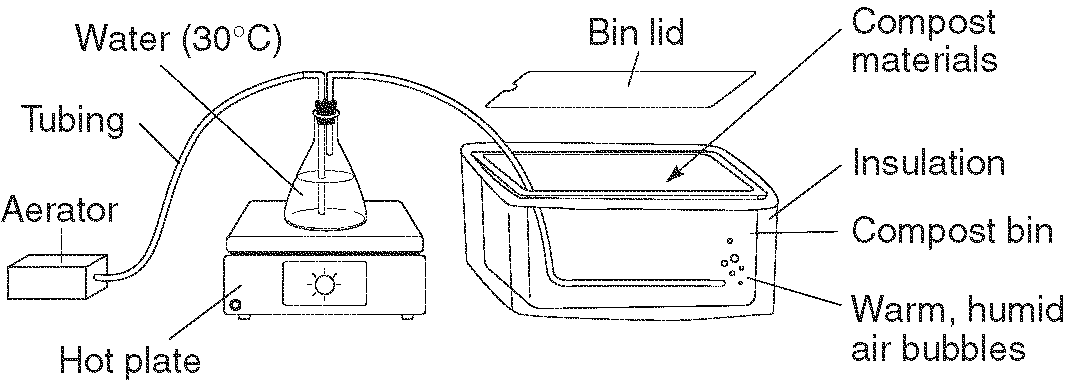 Water (30°C)
Bin lid
Compost
materials
Tubing
Insulation
Aerator
Compost bin
Warm, humid
air bubbles
Hot plate